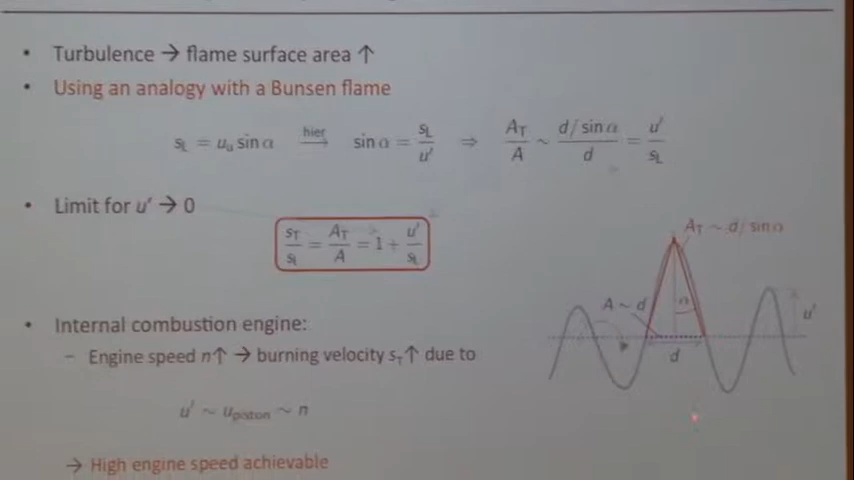 • Turbulence → flame surface area ↑
• Using an analogy with a Bunsen flame
sL = uu sin α  hier⟶  sin α = sL/u′  ⇒  AT/A ~ (d/sin α)/d = u′/sL
• Limit for u′ → 0
sT/sL = AT/A = 1 + u′/sL
AT ~ d/sin α
A ~ d
α
u′
d
• Internal combustion engine:
– Engine speed n↑ → burning velocity sT↑ due to
u′ ~ upiston ~ n
→ High engine speed achievable